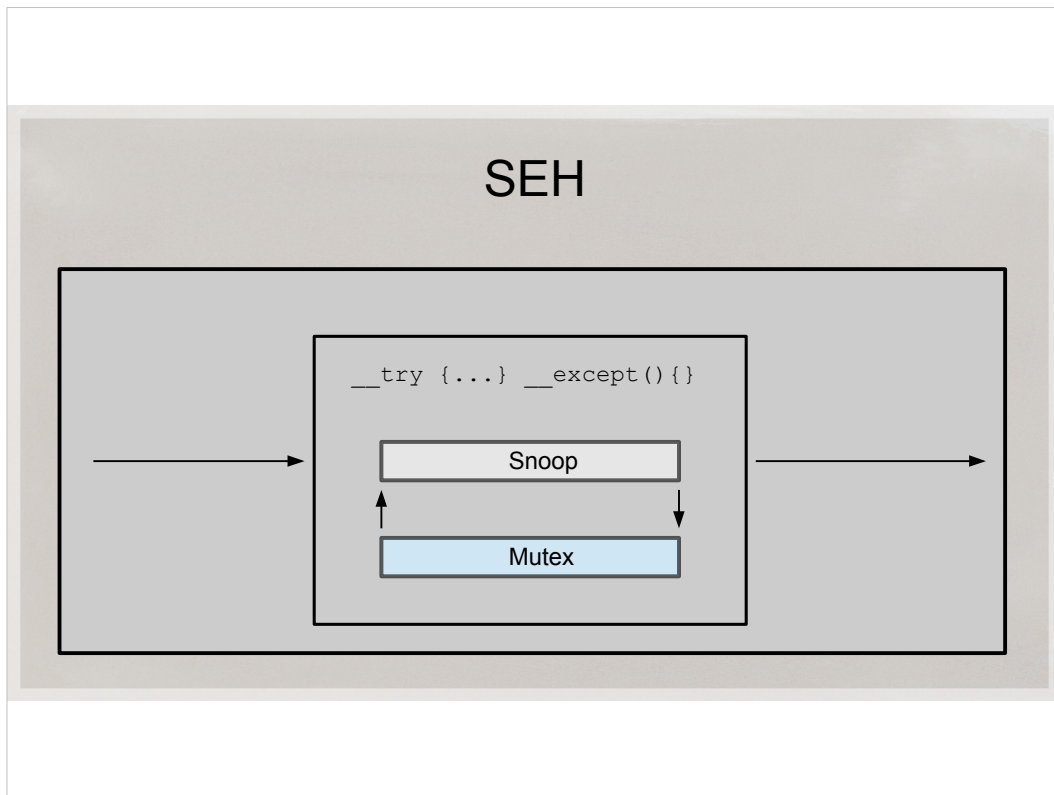 SEH
__try {...} __except(){}
Snoop
Mutex